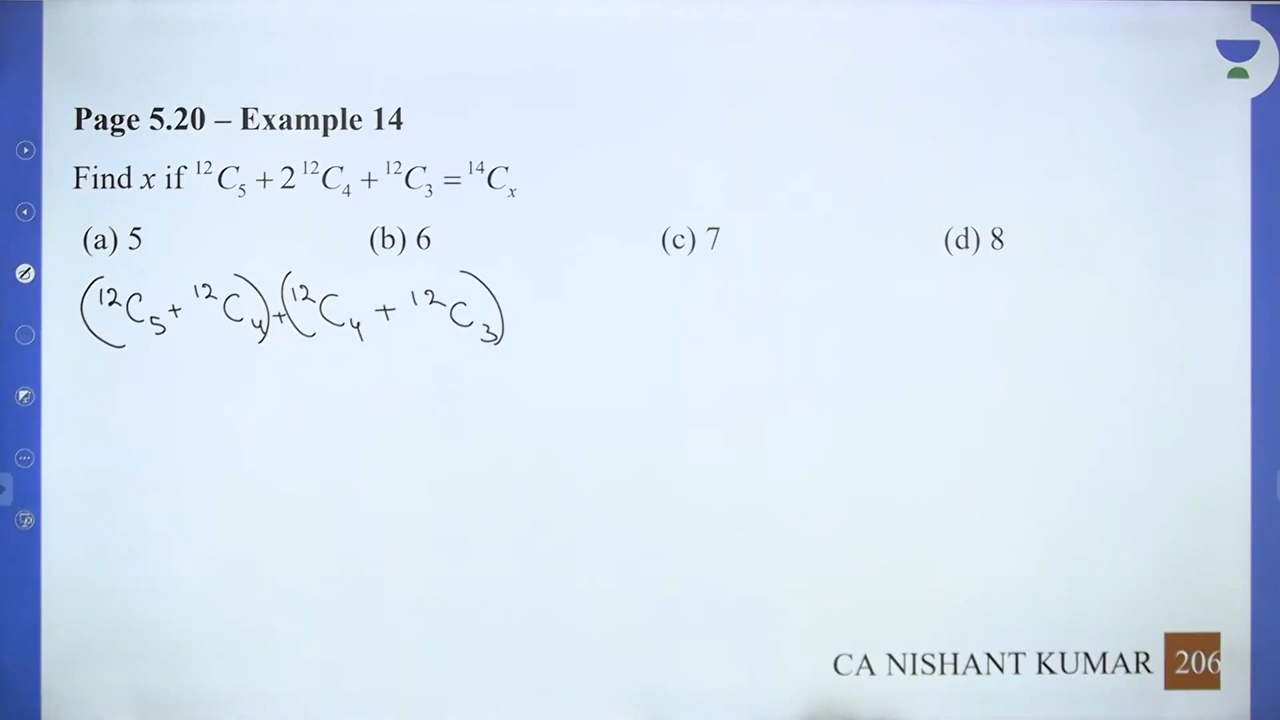 Page 5.20 – Example 14
Find x if ¹²C₅ + 2 ¹²C₄ + ¹²C₃ = ¹⁴Cₓ
(a) 5 (b) 6 (c) 7 (d) 8
(¹²C₅ + ¹²C₄) + (¹²C₄ + ¹²C₃)
CA NISHANT KUMAR 206